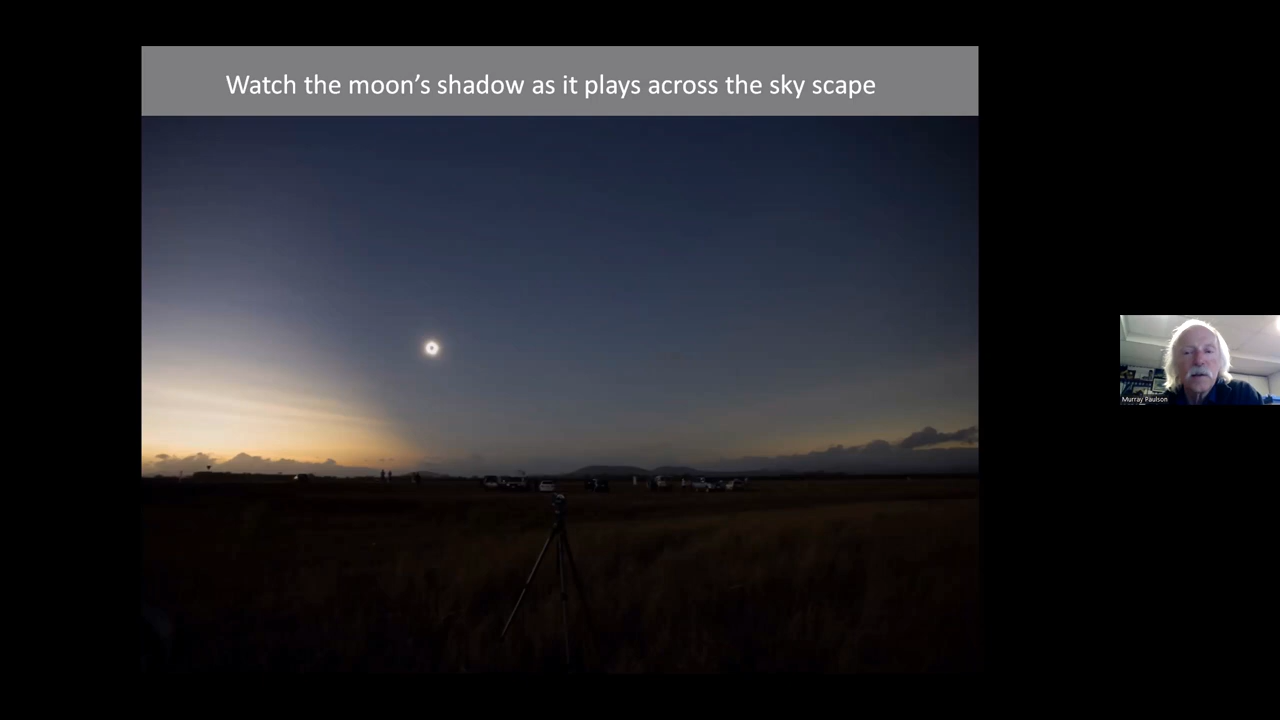 Watch the moon’s shadow as it plays across the sky scape
Murray Paulson